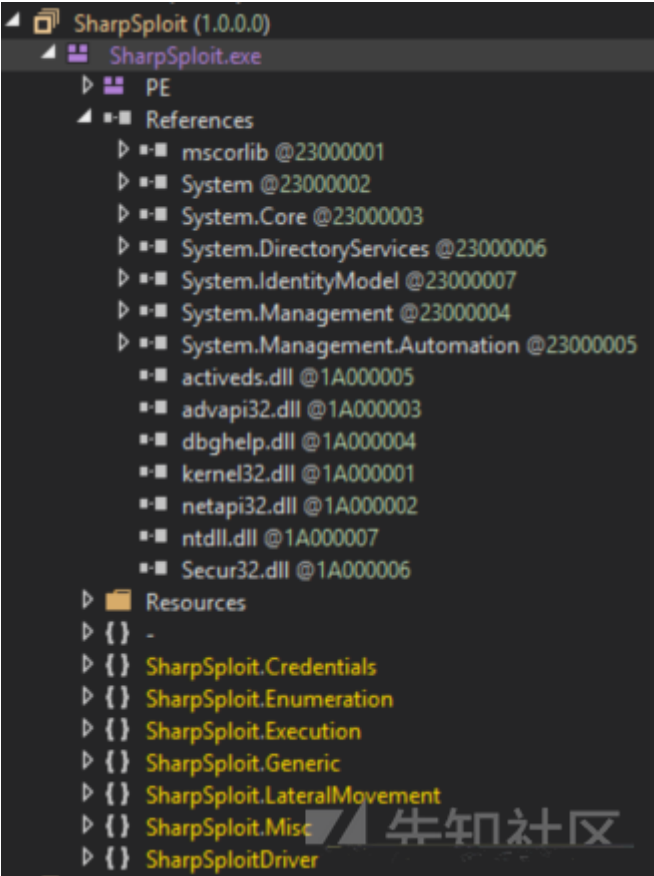 SharpSploit (1.0.0.0)
SharpSploit.exe
PE
References
mscorlib @23000001
System @23000002
System.Core @23000003
System.DirectoryServices @23000006
System.IdentityModel @23000007
System.Management @23000004
System.Management.Automation @23000005
activeds.dll @1A000005
advapi32.dll @1A000003
dbghelp.dll @1A000004
kernel32.dll @1A000001
netapi32.dll @1A000002
ntdll.dll @1A000007
Secur32.dll @1A000006
Resources
{ } -
{ } SharpSploit.Credentials
{ } SharpSploit.Enumeration
{ } SharpSploit.Execution
{ } SharpSploit.Generic
{ } SharpSploit.LateralMovement
{ } SharpSploit.Misc
{ } SharpSploitDriver
先知社区